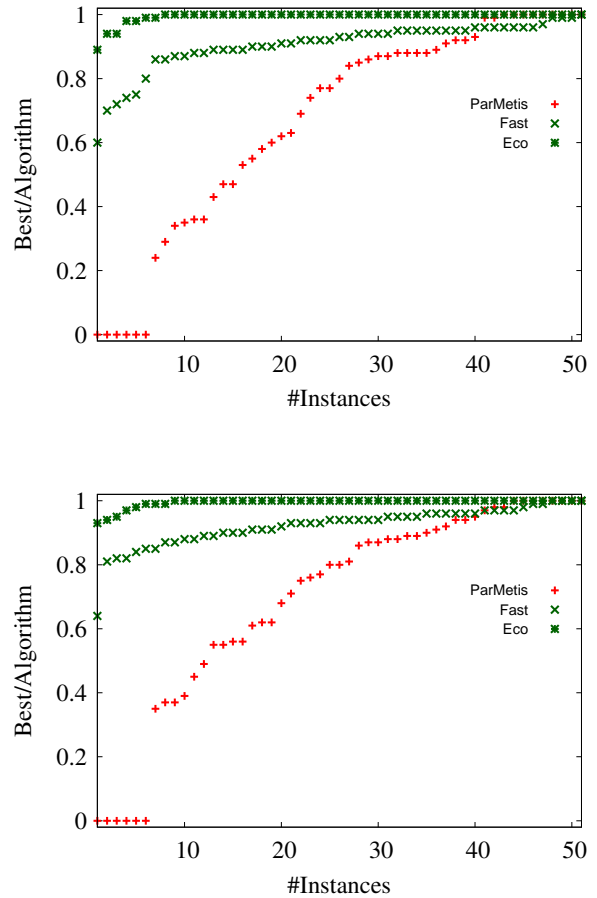 1
0.8
0.6
0.4
0.2
0
Best/Algorithm
ParMetis
Fast
Eco
10 20 30 40 50
#Instances
1
0.8
0.6
0.4
0.2
0
Best/Algorithm
ParMetis
Fast
Eco
10 20 30 40 50
#Instances